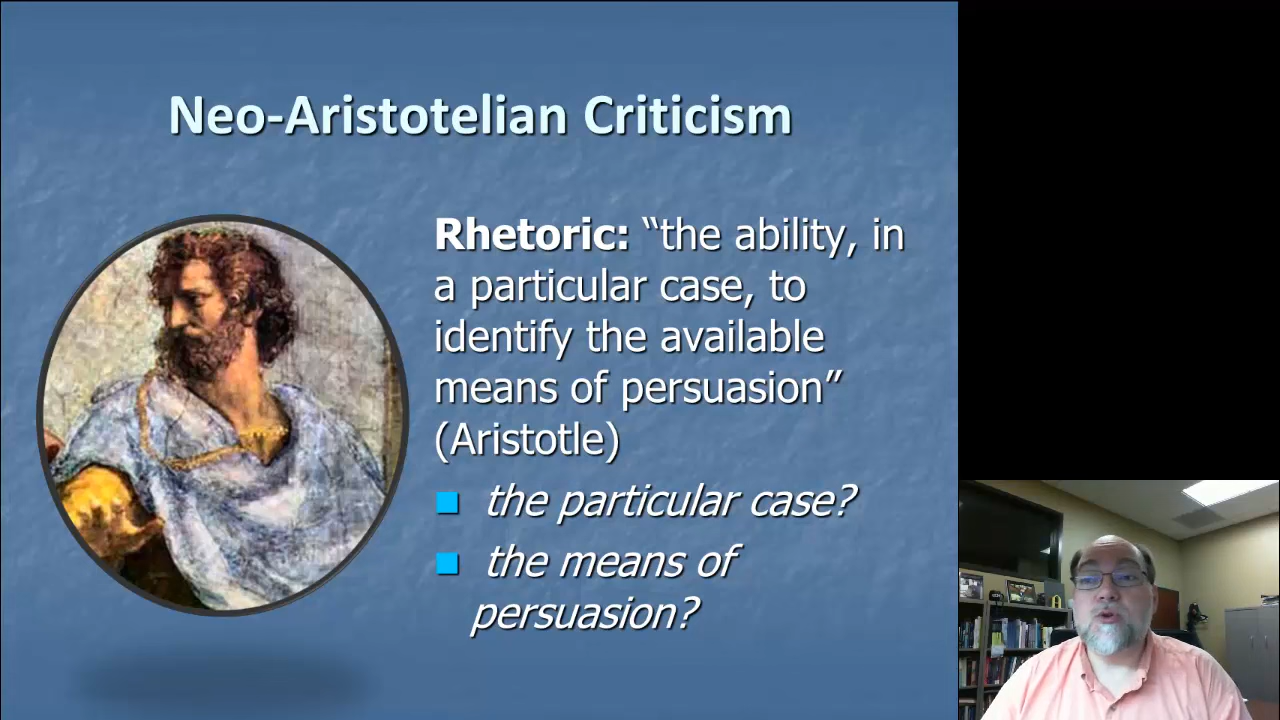 Neo-Aristotelian Criticism
Rhetoric: “the ability, in
a particular case, to
identify the available
means of persuasion”
(Aristotle)
the particular case?
the means of
persuasion?